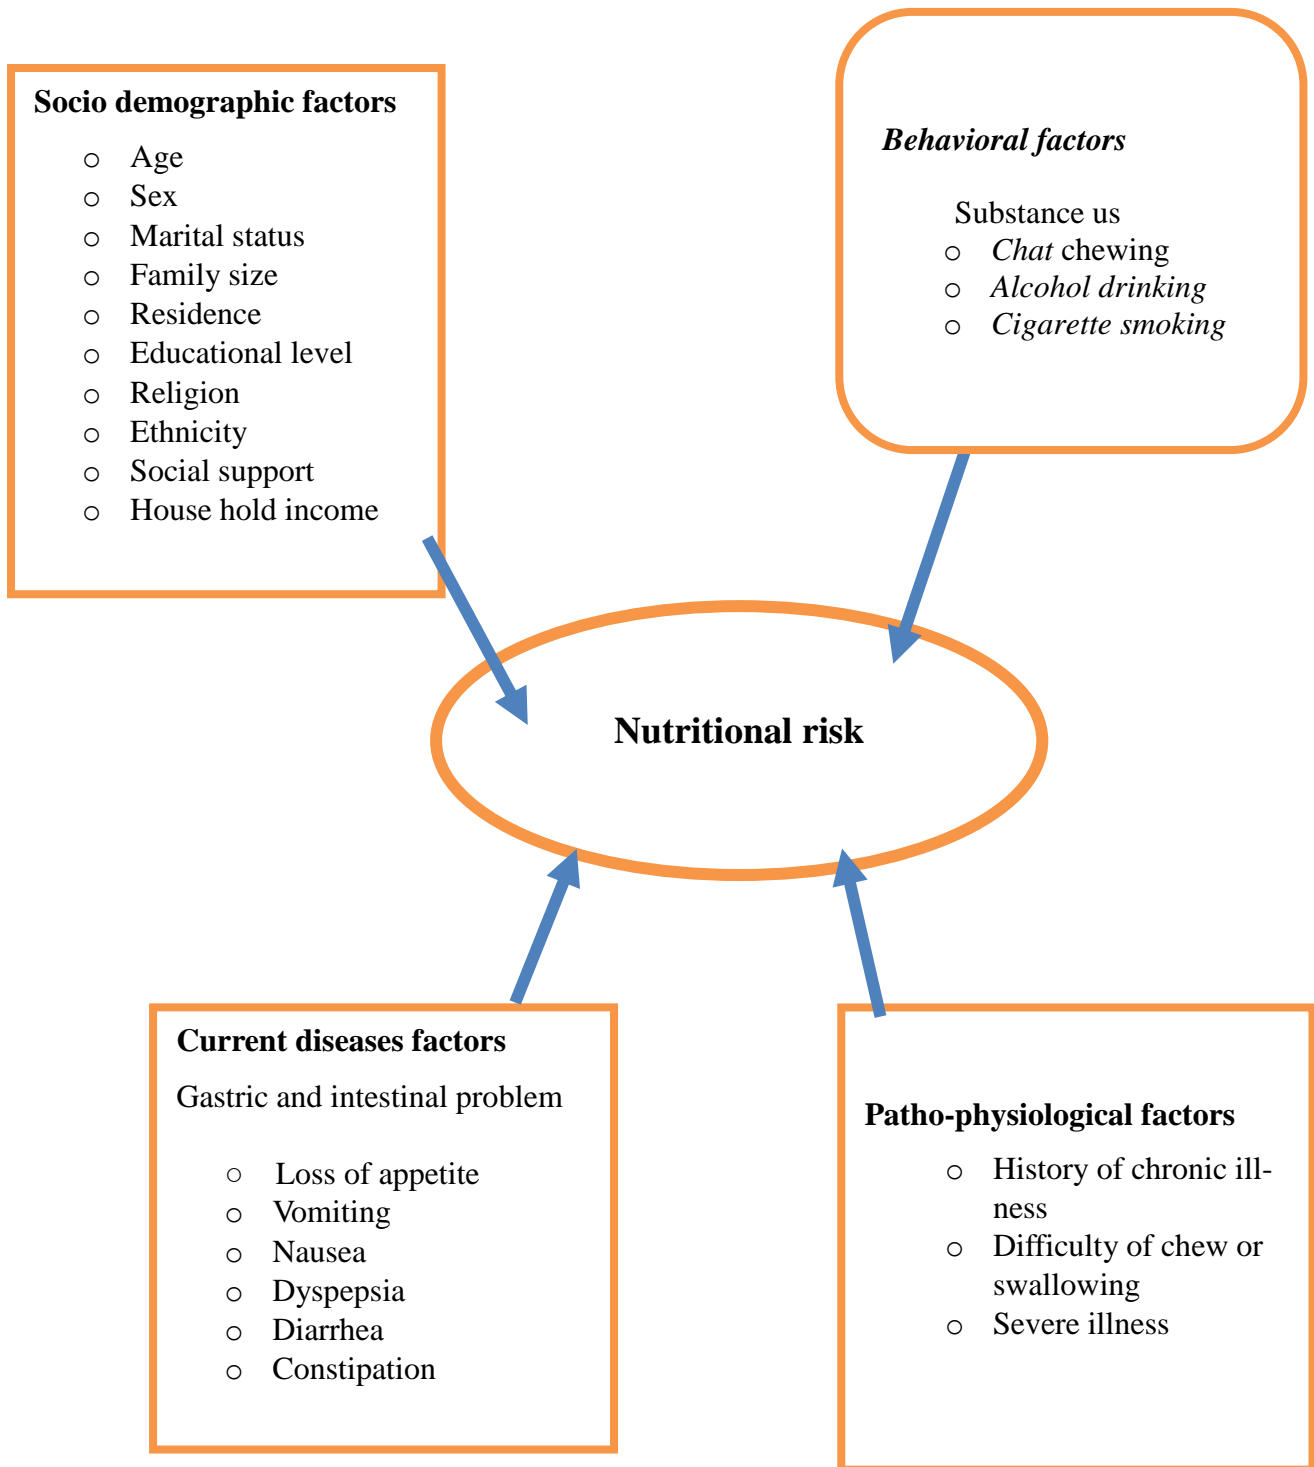 Socio demographic factors
o Age
o Sex
o Marital status
o Family size
o Residence
o Educational level
o Religion
o Ethnicity
o Social support
o House hold income
Behavioral factors
Substance us
o Chat chewing
o Alcohol drinking
o Cigarette smoking
Nutritional risk
Current diseases factors
Gastric and intestinal problem
o Loss of appetite
o Vomiting
o Nausea
o Dyspepsia
o Diarrhea
o Constipation
Patho-physiological factors
o History of chronic ill-
ness
o Difficulty of chew or
swallowing
o Severe illness